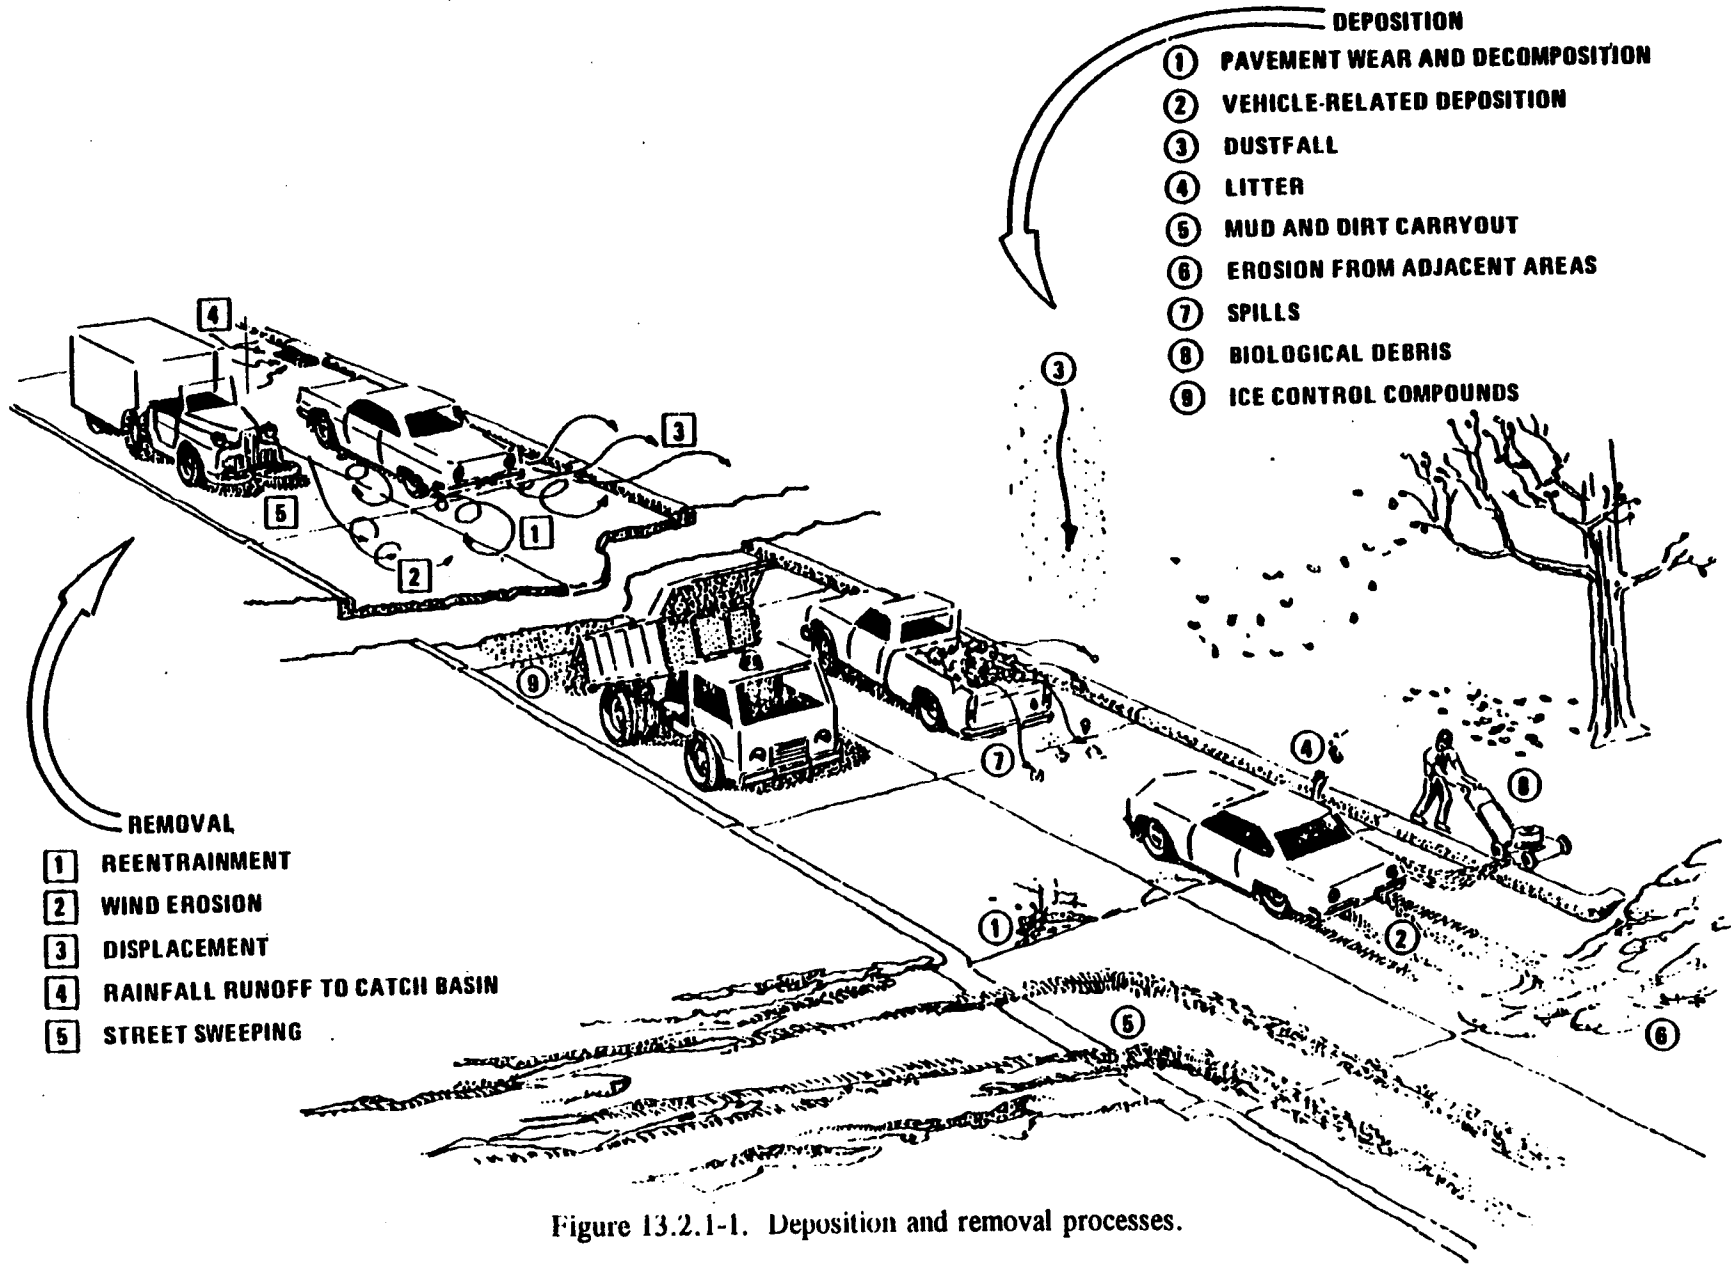 DEPOSITION
① PAVEMENT WEAR AND DECOMPOSITION
② VEHICLE-RELATED DEPOSITION
③ DUSTFALL
④ LITTER
⑤ MUD AND DIRT CARRYOUT
⑥ EROSION FROM ADJACENT AREAS
⑦ SPILLS
⑧ BIOLOGICAL DEBRIS
⑨ ICE CONTROL COMPOUNDS
4
3
3
5
1
2
9
7
4
8
1
2
5
6
REMOVAL
1 REENTRAINMENT
2 WIND EROSION
3 DISPLACEMENT
4 RAINFALL RUNOFF TO CATCH BASIN
5 STREET SWEEPING
Figure 13.2.1-1. Deposition and removal processes.